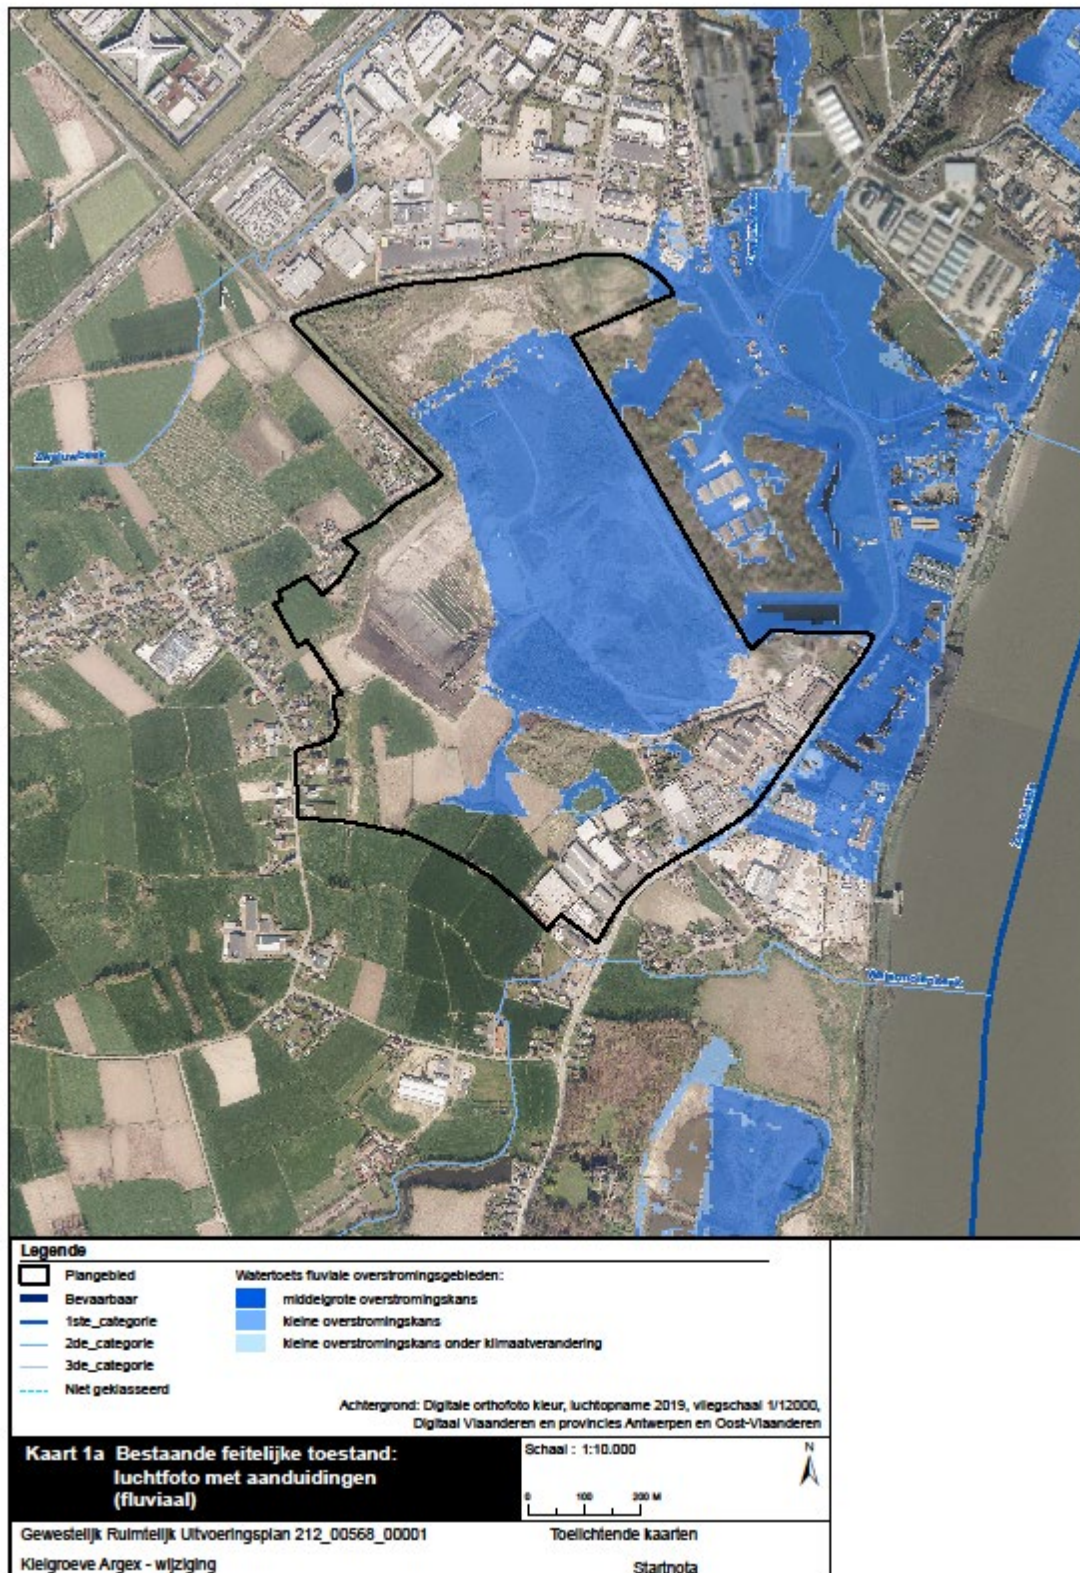 Legende
Plangebied
Bevaarbaar
1ste_categorie
2de_categorie
3de_categorie
Niet geklasseerd
Watertoets fluviale overstromingsgebieden:
middelgrote overstromingskans
kleine overstromingskans
kleine overstromingskans onder klimaatverandering
Achtergrond: Digitale orthofoto kleur, luchtopname 2019, vliegschaal 1/12000,
Digitaal Vlaanderen en provincies Antwerpen en Oost-Vlaanderen
Kaart 1a Bestaande feitelijke toestand:
luchtfoto met aanduidingen
(fluviaal)
Schaal : 1:10.000
N
0 100 200 M
Gewestelijk Ruimtelijk Uitvoeringsplan 212_00568_00001
Toelichtende kaarten
Kleigroeve Argex - wijziging
Startnota